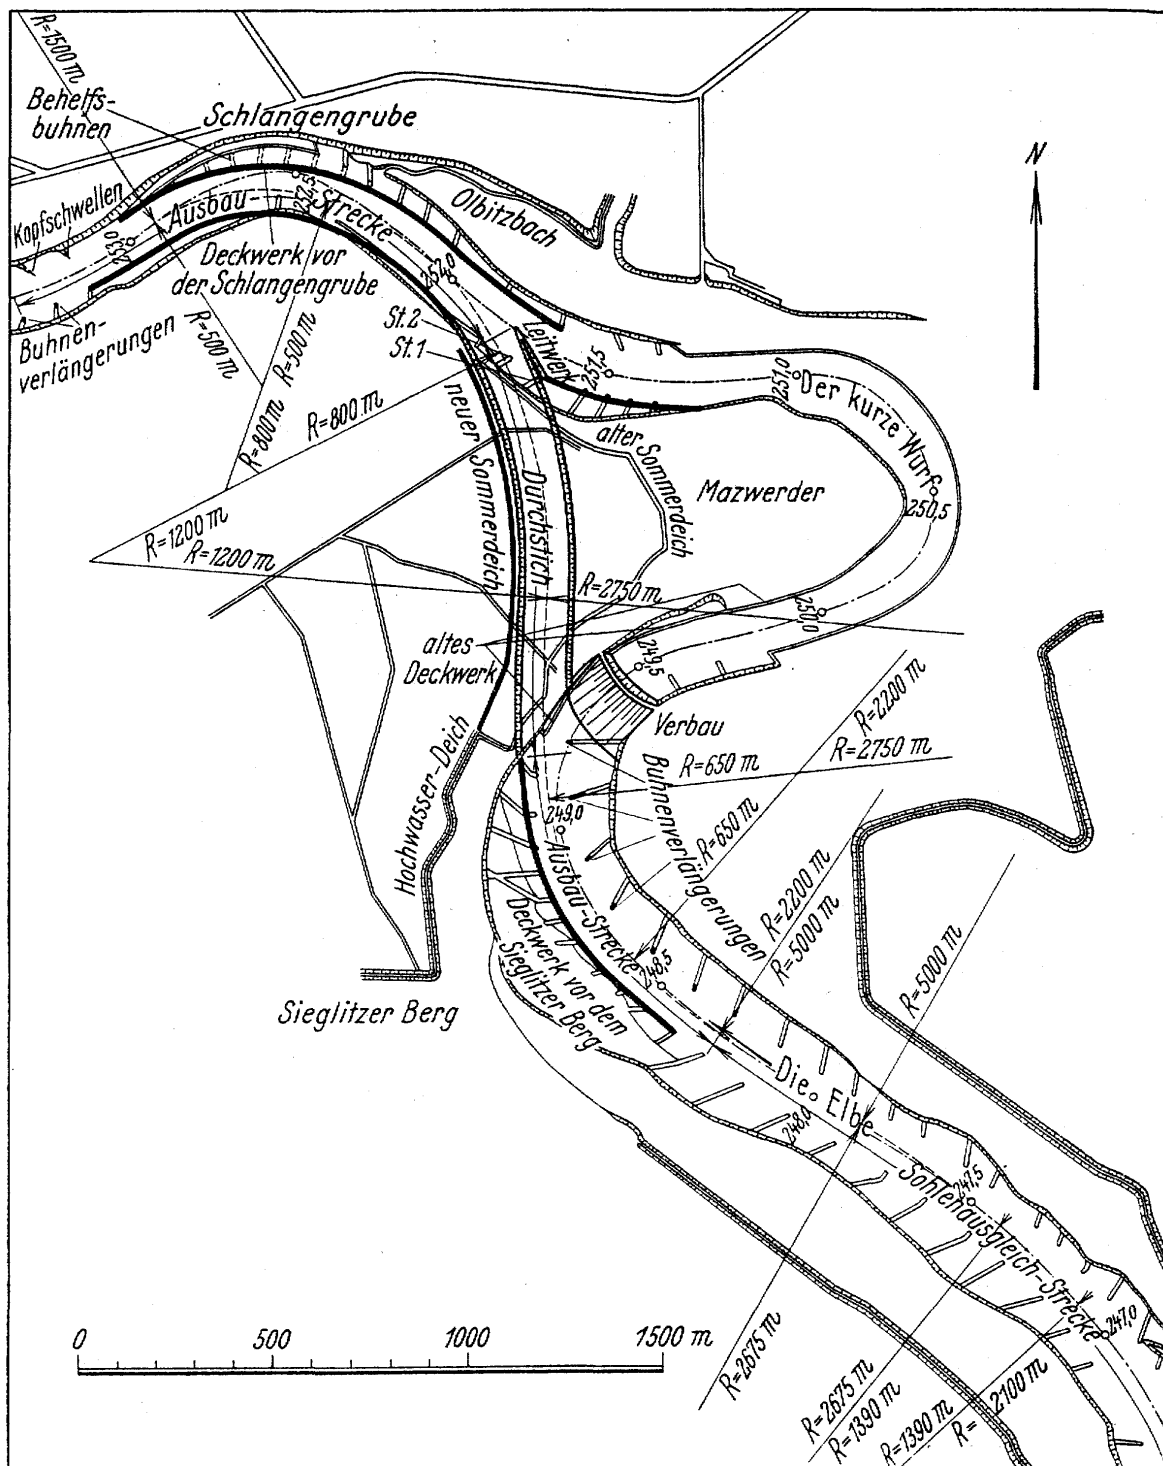 R=1500 m
Behelfs-
buhnen
Schlangengrube
N
Kopfschwellen
Ausbau-
Strecke
253,0
252,5
Olbitzbach
Deckwerk vor
der Schlangengrube
252,0
Buhnen-
verlängerungen
R=500 m
R=500 m
St.2
St.1
Leitwerk
251,5
251,0
Der kurze Wurf
R=800 m
R=800 m
neuer Sommerdeich
alter Sommerdeich
Durchstich
Mazwerder
250,5
R=1200 m
R=1200 m
R=2750 m
250,0
altes
Deckwerk
249,5
Verbau
R=2200 m
R=2750 m
R=650 m
Hochwasser-Deich
Buhnenverlängerungen
R=650 m
249,0
Ausbau-Strecke
R=2200 m
R=5000 m
R=5000 m
Deckwerk vor dem
Sieglitzer Berg
248,5
Sieglitzer Berg
Die Elbe
248,0
247,5
Sohlenausgleich-Strecke
247,0
0 500 1000 1500 m
R=2675 m
R=2675 m
R=1390 m
R=1390 m
R=2100 m